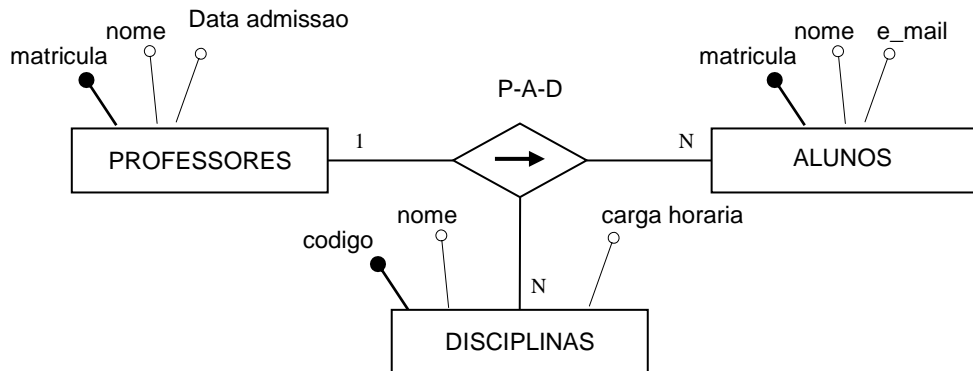 Data admissao
nome
nome
e_mail
matricula
matricula
P-A-D
PROFESSORES
1
N
ALUNOS
nome
carga horaria
codigo
N
DISCIPLINAS